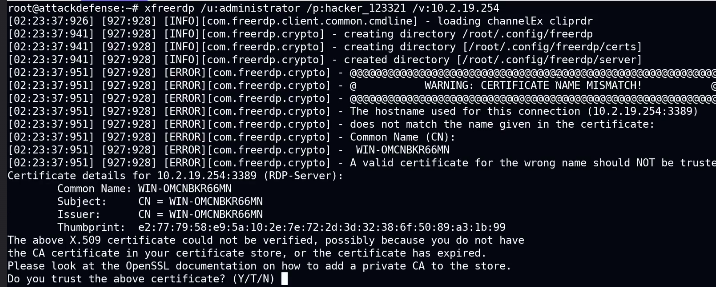 root@attackdefense:~# xfreerdp /u:administrator /p:hacker_123321 /v:10.2.19.254
[02:23:37:926] [927:928] [INFO][com.freerdp.client.common.cmdline] - loading channelEx cliprdr
[02:23:37:941] [927:928] [INFO][com.freerdp.crypto] - creating directory /root/.config/freerdp
[02:23:37:941] [927:928] [INFO][com.freerdp.crypto] - creating directory [/root/.config/freerdp/certs]
[02:23:37:941] [927:928] [INFO][com.freerdp.crypto] - created directory [/root/.config/freerdp/server]
[02:23:37:951] [927:928] [ERROR][com.freerdp.crypto] - @@@@@@@@@@@@@@@@@@@@@@@@@@@@@@@@@@@@@@@@@@@@@@@@@@@@@@@@@@@
[02:23:37:951] [927:928] [ERROR][com.freerdp.crypto] - @           WARNING: CERTIFICATE NAME MISMATCH!           @
[02:23:37:951] [927:928] [ERROR][com.freerdp.crypto] - @@@@@@@@@@@@@@@@@@@@@@@@@@@@@@@@@@@@@@@@@@@@@@@@@@@@@@@@@@@
[02:23:37:951] [927:928] [ERROR][com.freerdp.crypto] - The hostname used for this connection (10.2.19.254:3389)
[02:23:37:951] [927:928] [ERROR][com.freerdp.crypto] - does not match the name given in the certificate:
[02:23:37:951] [927:928] [ERROR][com.freerdp.crypto] - Common Name (CN):
[02:23:37:951] [927:928] [ERROR][com.freerdp.crypto] -  WIN-OMCNBKR66MN
[02:23:37:951] [927:928] [ERROR][com.freerdp.crypto] - A valid certificate for the wrong name should NOT be truste
Certificate details for 10.2.19.254:3389 (RDP-Server):
        Common Name: WIN-OMCNBKR66MN
        Subject:     CN = WIN-OMCNBKR66MN
        Issuer:      CN = WIN-OMCNBKR66MN
        Thumbprint:  e2:77:79:58:e9:5a:10:2e:7e:72:2d:3d:32:38:6f:50:89:a3:1b:99
The above X.509 certificate could not be verified, possibly because you do not have
the CA certificate in your certificate store, or the certificate has expired.
Please look at the OpenSSL documentation on how to add a private CA to the store.
Do you trust the above certificate? (Y/T/N)